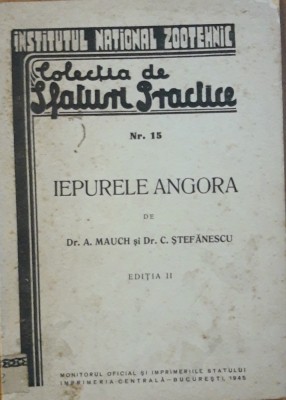 INSTITUTUL NAȚIONAL ZOOTEHNIC
Colecția de
Sfaturi Practice
Nr. 15
IEPURELE ANGORA
DE
Dr. A. MAUCH și Dr. C. ȘTEFĂNESCU
EDIȚIA II
MONITORUL OFICIAL ȘI IMPRIMERIILE STATULUI
IMPRIMERIA CENTRALĂ—BUCUREȘTI, 1945